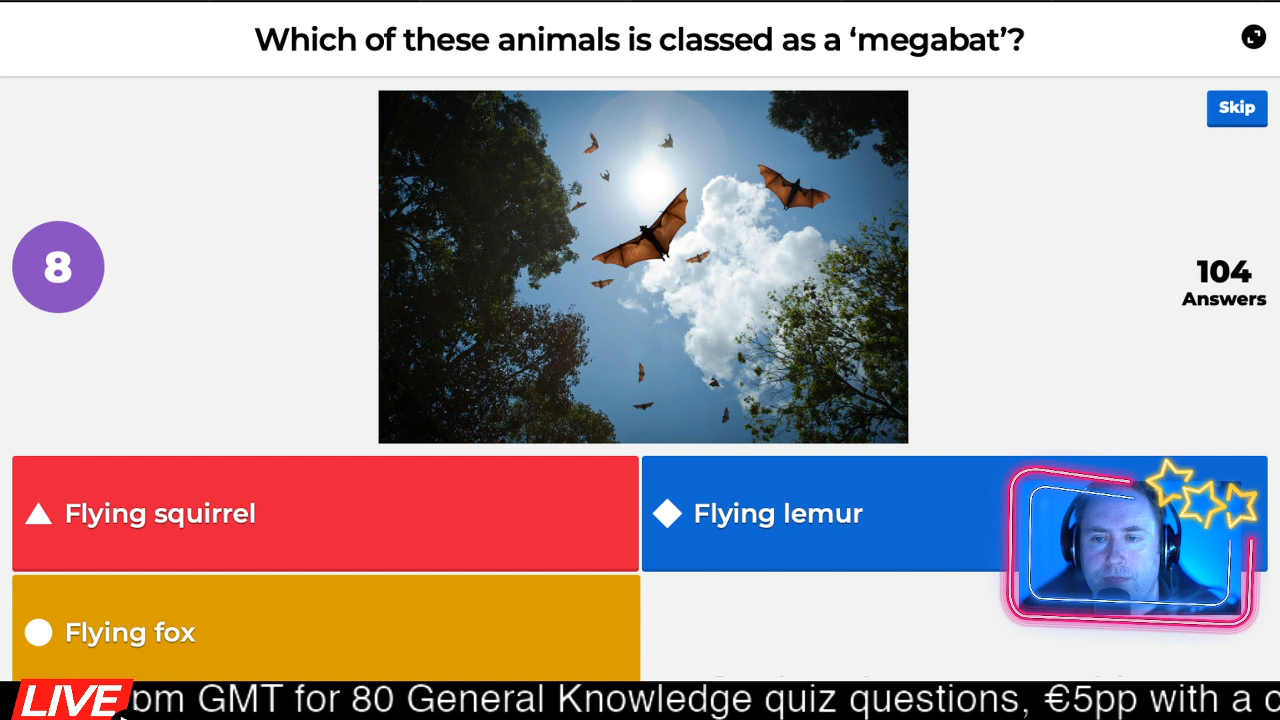 Which of these animals is classed as a ‘megabat’?
Skip
8
104
Answers
Flying squirrel
Flying lemur
Flying fox
LIVE
pm GMT for 80 General Knowledge quiz questions, €5pp with a